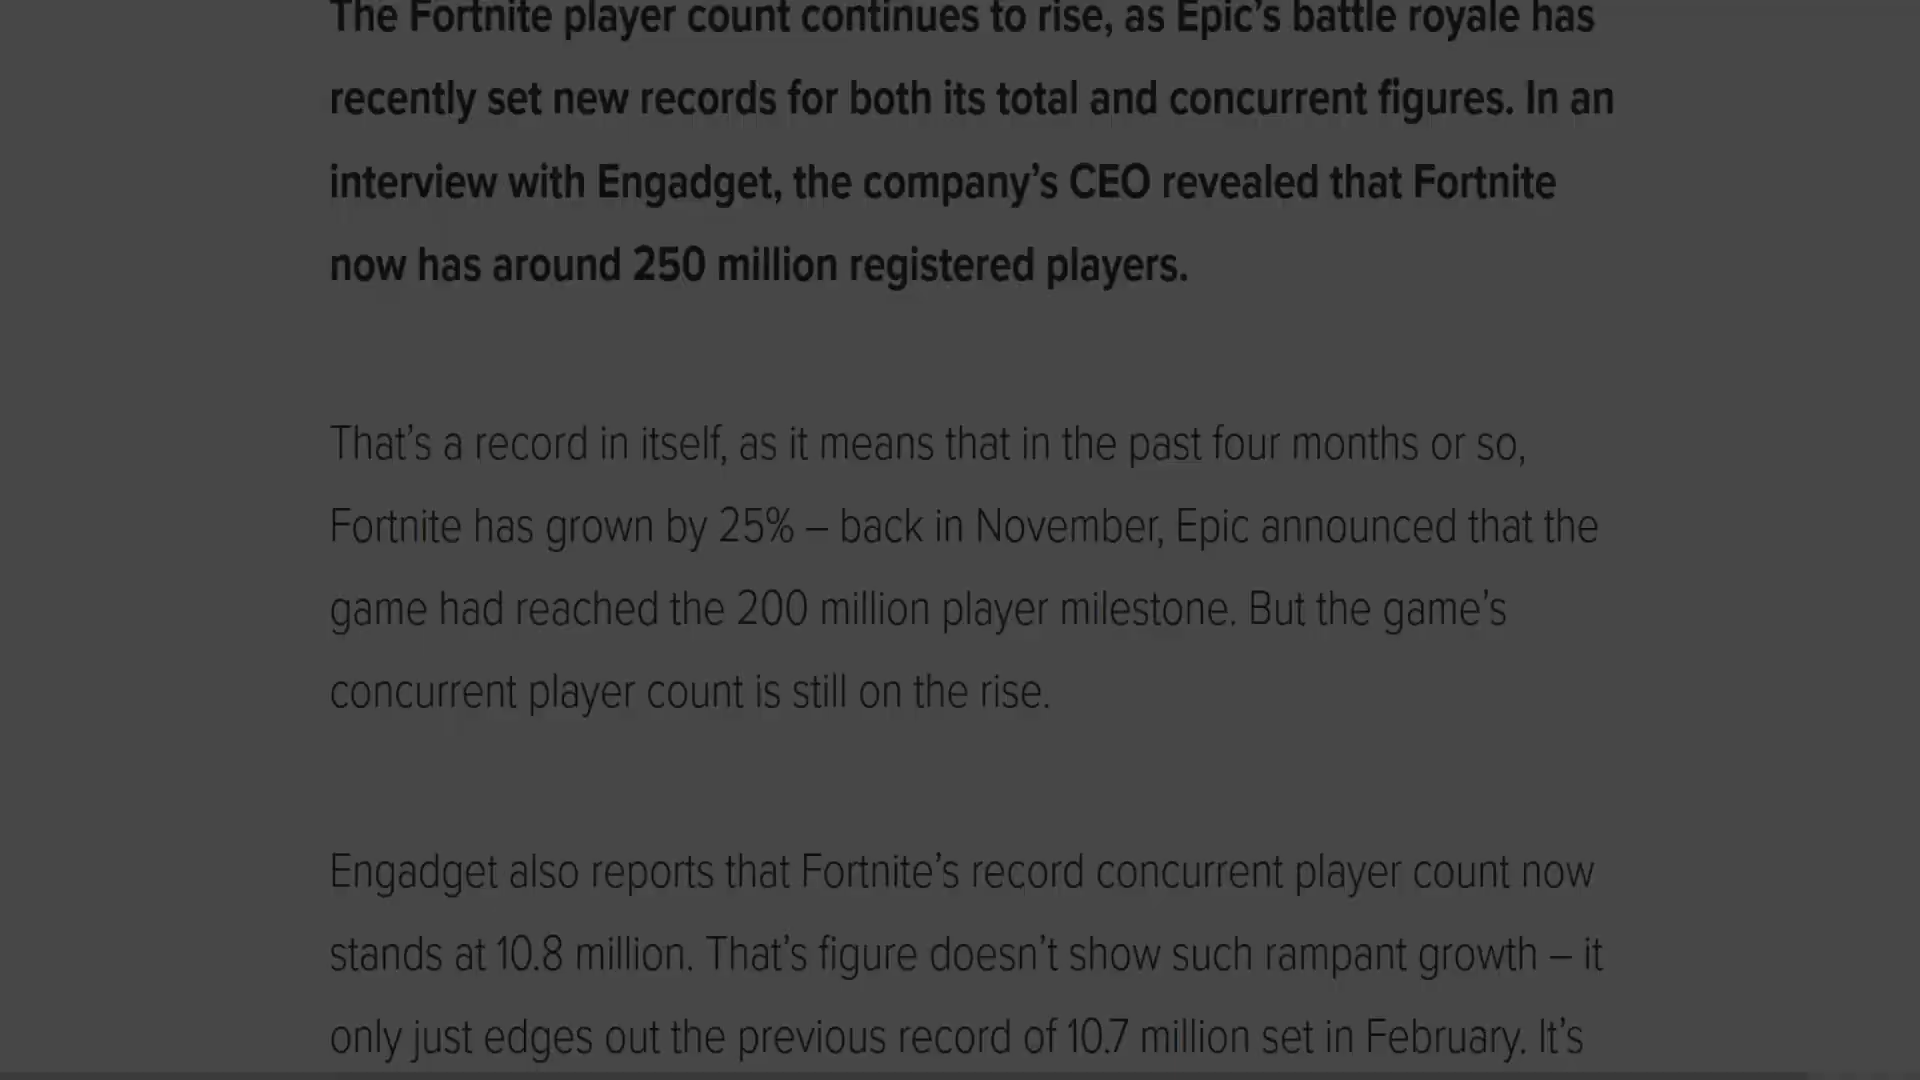 The Fortnite player count continues to rise, as Epic’s battle royale has
recently set new records for both its total and concurrent figures. In an
interview with Engadget, the company’s CEO revealed that Fortnite
now has around 250 million registered players.
That’s a record in itself, as it means that in the past four months or so,
Fortnite has grown by 25% – back in November, Epic announced that the
game had reached the 200 million player milestone. But the game’s
concurrent player count is still on the rise.
Engadget also reports that Fortnite’s record concurrent player count now
stands at 10.8 million. That’s figure doesn’t show such rampant growth – it
only just edges out the previous record of 10.7 million set in February. It’s